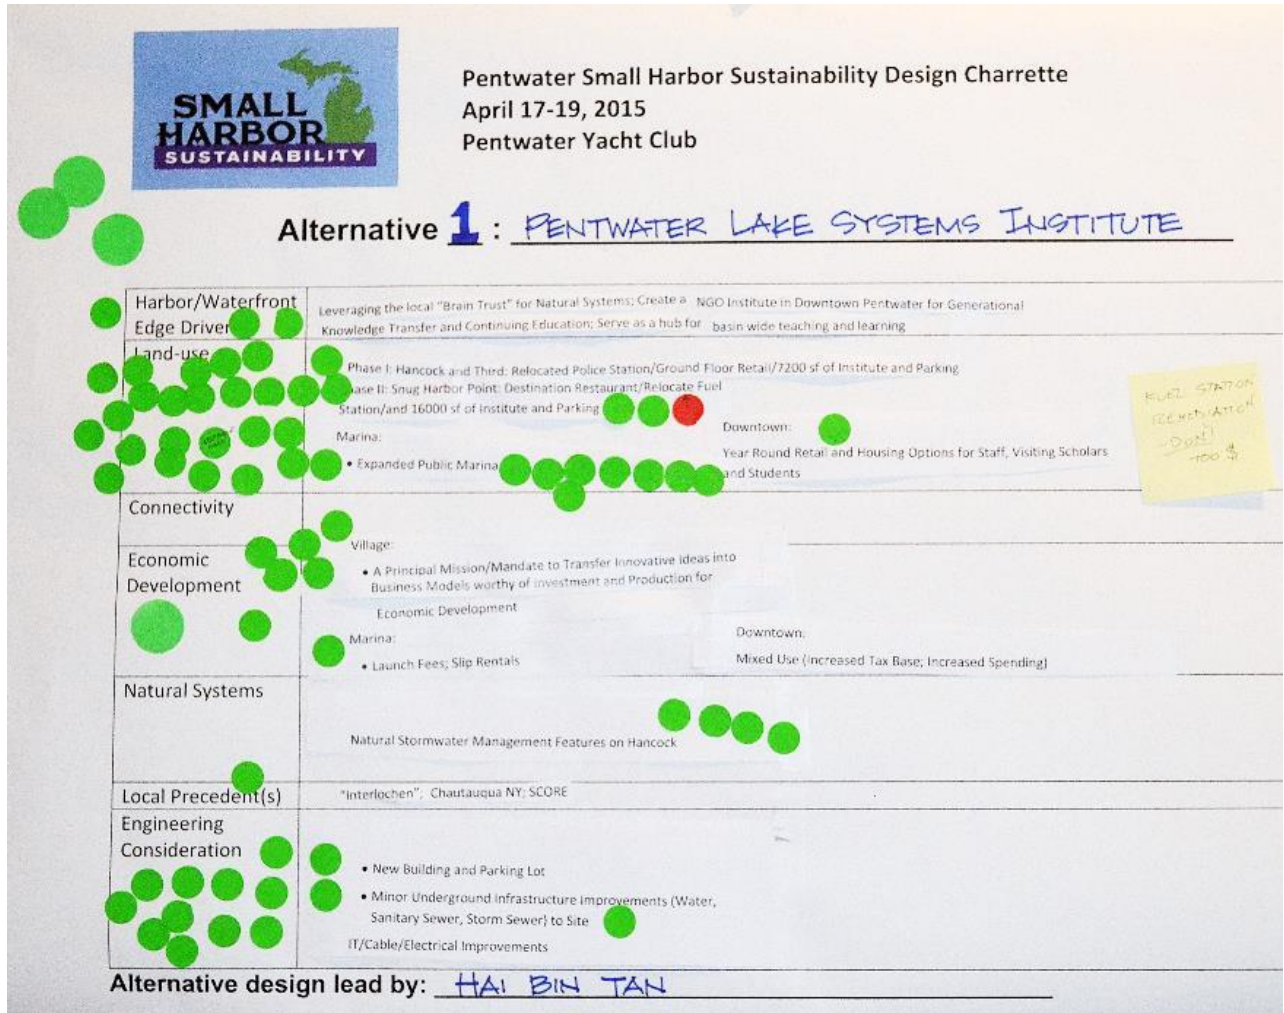 SMALL
HARBOR
SUSTAINABILITY
Pentwater Small Harbor Sustainability Design Charrette
April 17-19, 2015
Pentwater Yacht Club
Alternative 1 : PENTWATER LAKE SYSTEMS INSTITUTE
Harbor/Waterfront
Edge Driver
Leveraging the local "Brain Trust" for Natural Systems; Create a NGO Institute in Downtown Pentwater for Generational
Knowledge Transfer and Continuing Education; Serve as a hub for basin wide teaching and learning
Land-use
Phase I: Hancock and Third: Relocated Police Station/Ground Floor Retail/7200 sf of Institute and Parking
ase II: Snug Harbor Point: Destination Restaurant/Relocate Fuel
Station/and 16000 sf of Institute and Parking
Marina:
• Expanded Public Marina
Downtown:
Year Round Retail and Housing Options for Staff, Visiting Scholars
and Students
FUEL STATION
REMEDIATION
TOO $
Connectivity
Economic
Development
Village:
• A Principal Mission/Mandate to Transfer Innovative Ideas into
Business Models worthy of investment and Production for
Economic Development
Marina:
• Launch Fees; Slip Rentals
Downtown:
Mixed Use (Increased Tax Base; Increased Spending)
Natural Systems
Natural Stormwater Management Features on Hancock
Local Precedent(s)
"Interlochen"; Chautauqua NY; SCORE
Engineering
Consideration
• New Building and Parking Lot
• Minor Underground Infrastructure Improvements (Water,
Sanitary Sewer, Storm Sewer) to Site
IT/Cable/Electrical Improvements
Alternative design lead by: HAI BIN TAN